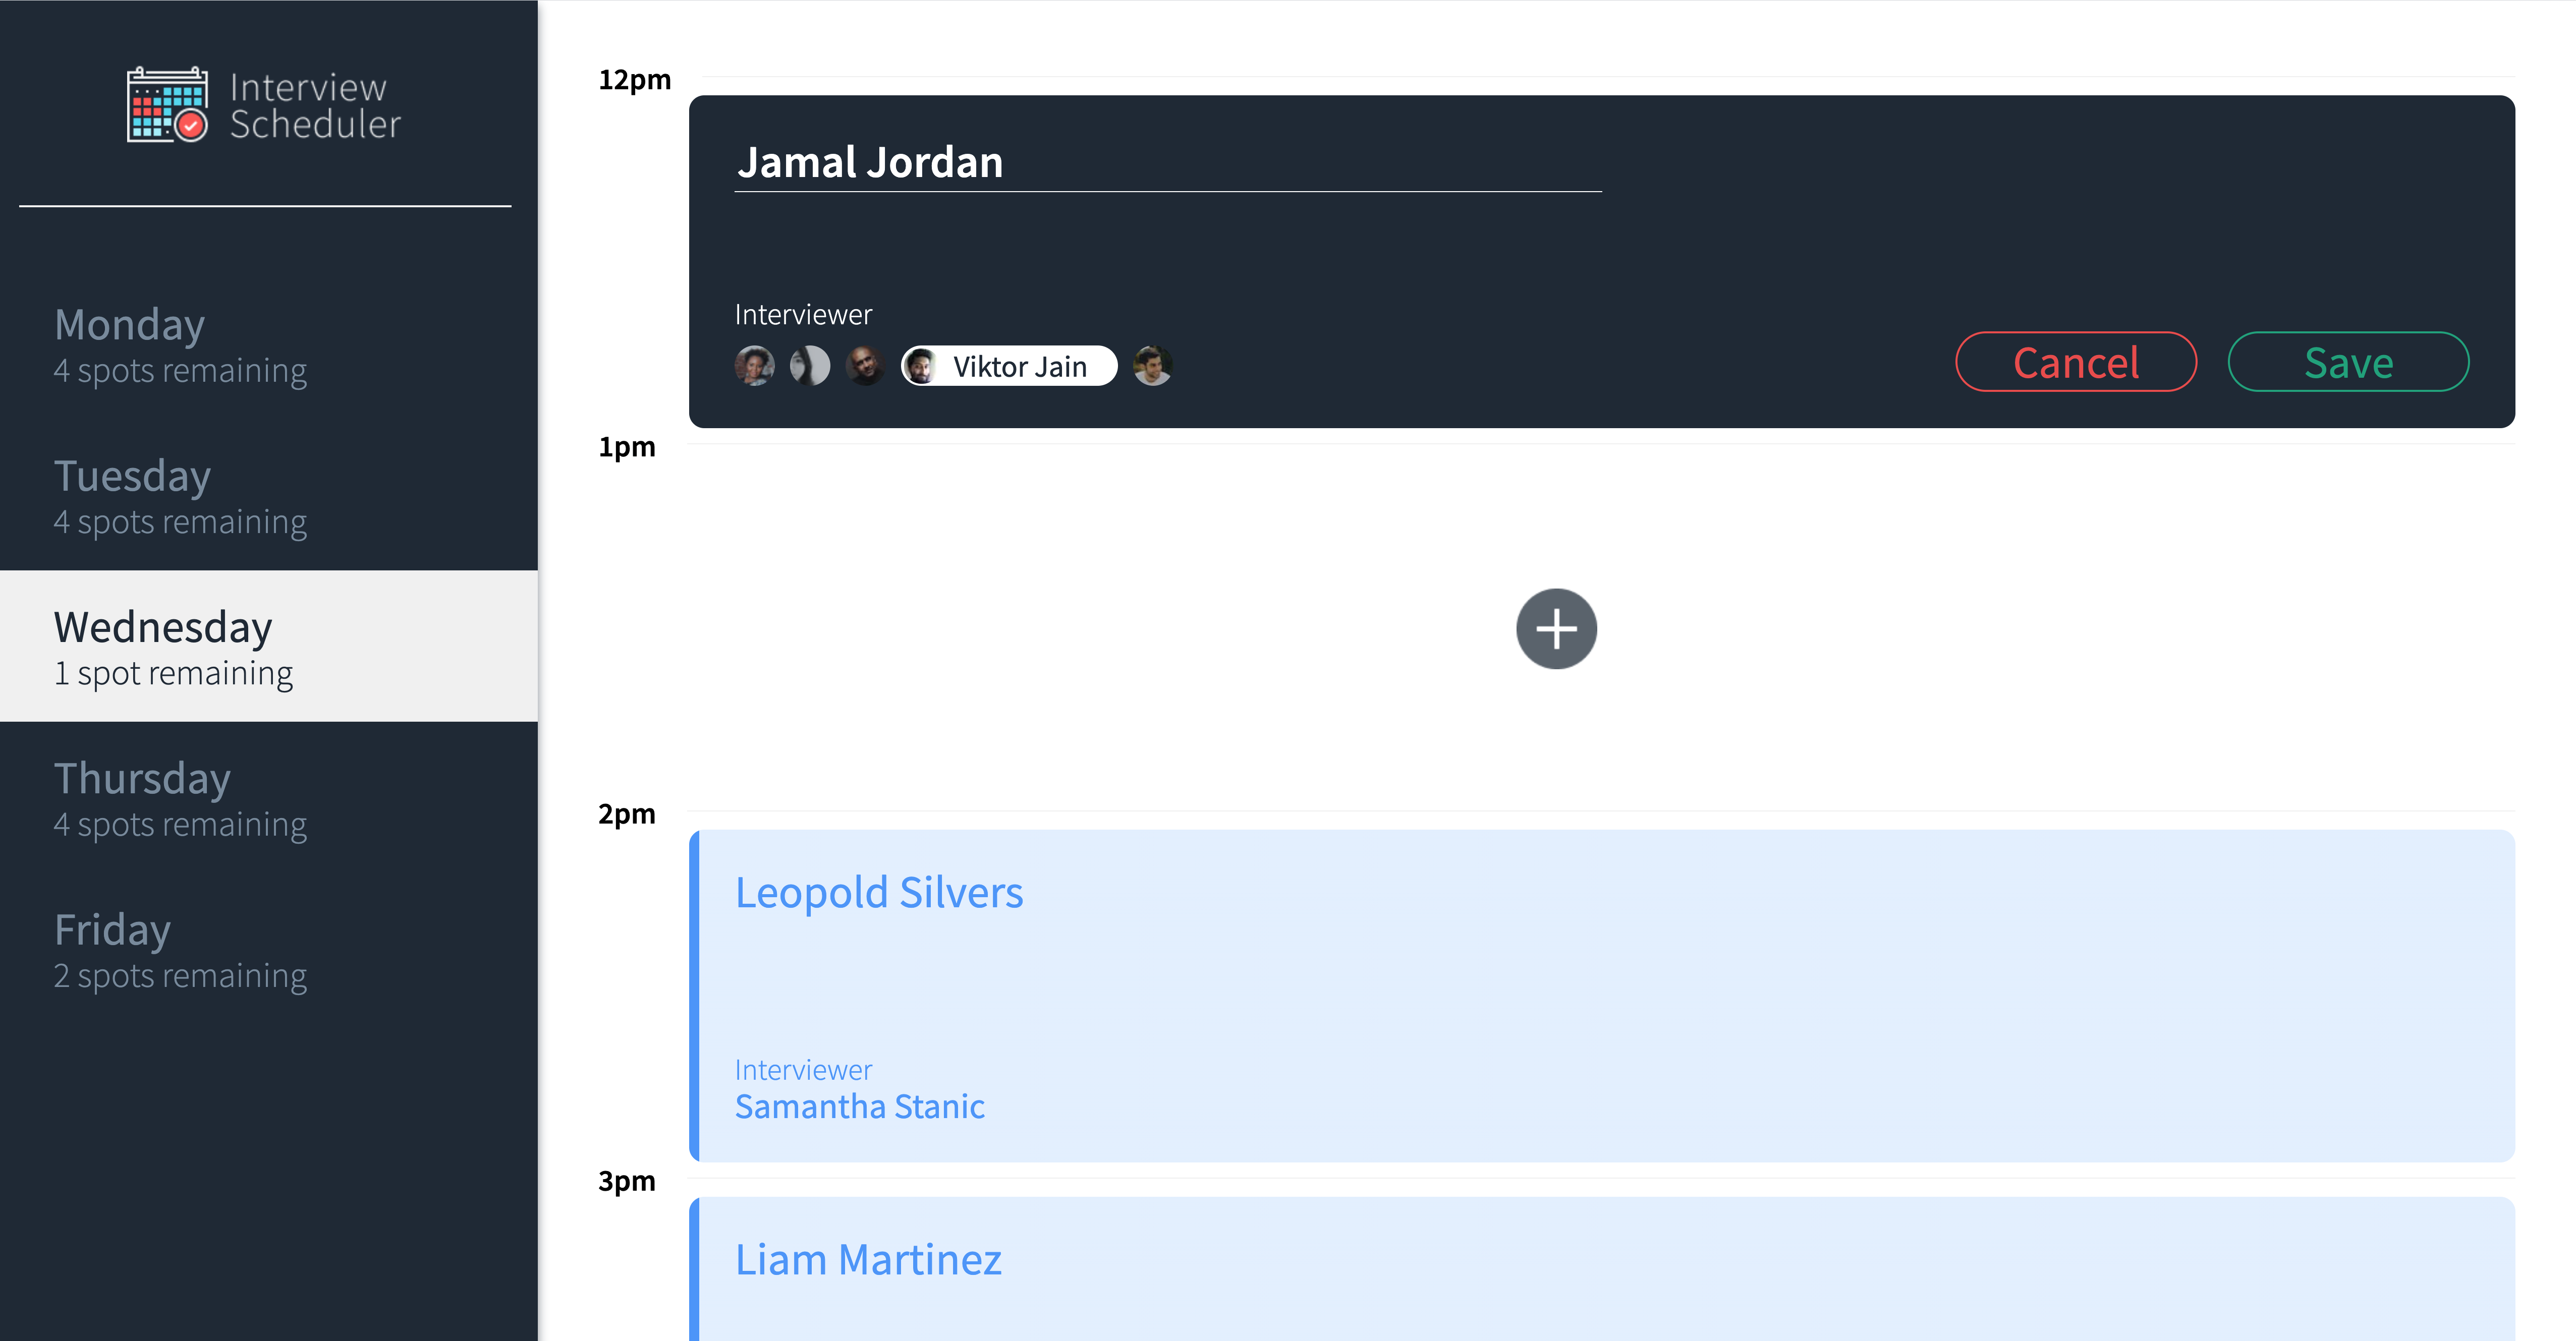 Interview
Scheduler
Monday
4 spots remaining
Tuesday
4 spots remaining
Wednesday
1 spot remaining
Thursday
4 spots remaining
Friday
2 spots remaining
12pm
Jamal Jordan
Interviewer
Viktor Jain
Cancel
Save
1pm
2pm
Leopold Silvers
Interviewer
Samantha Stanic
3pm
Liam Martinez